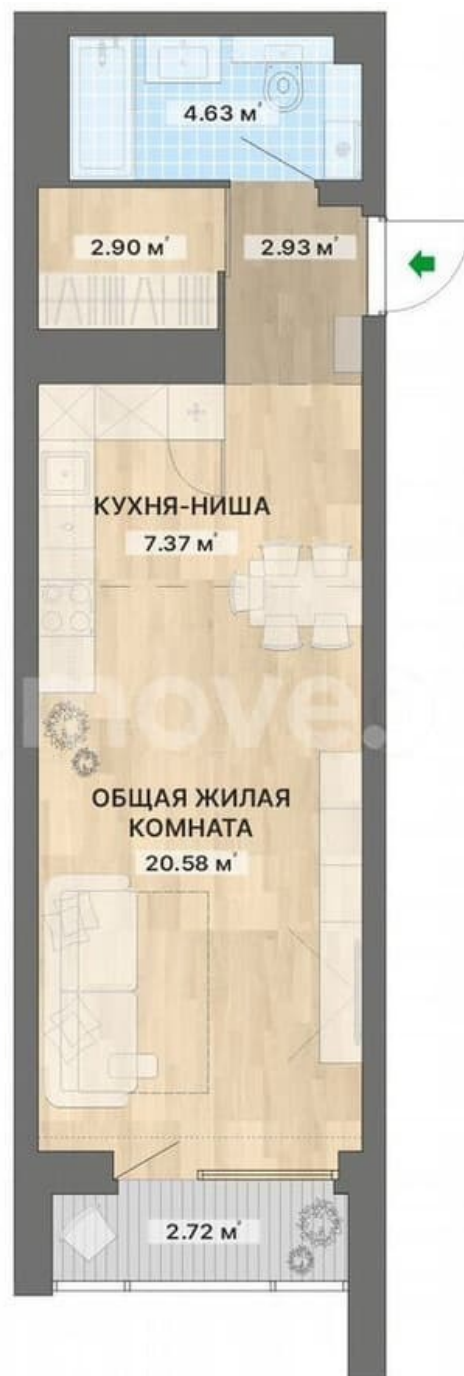 4.63 м²
2.90 м²
2.93 м²
КУХНЯ-НИША
7.37 м²
move.
ОБЩАЯ ЖИЛАЯ
КОМНАТА
20.58 м²
2.72 м²